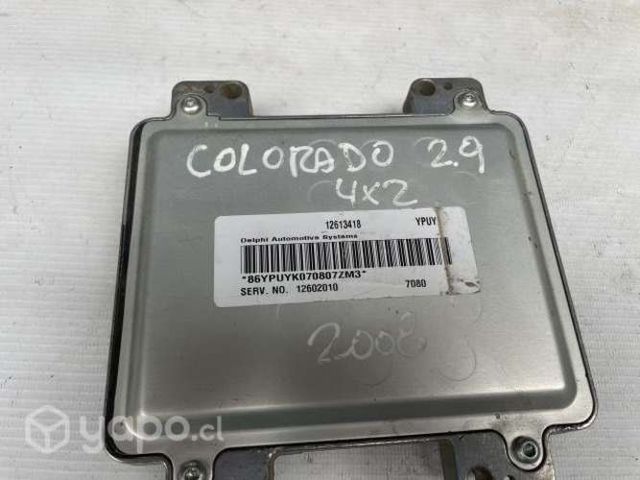 COLORADO 2.9
4x2
12613418 YPUY
Delphi Automotive Systems
*86YPUYK070807ZM3*
SERV. NO. 12602010 7080
2008
yapo.cl